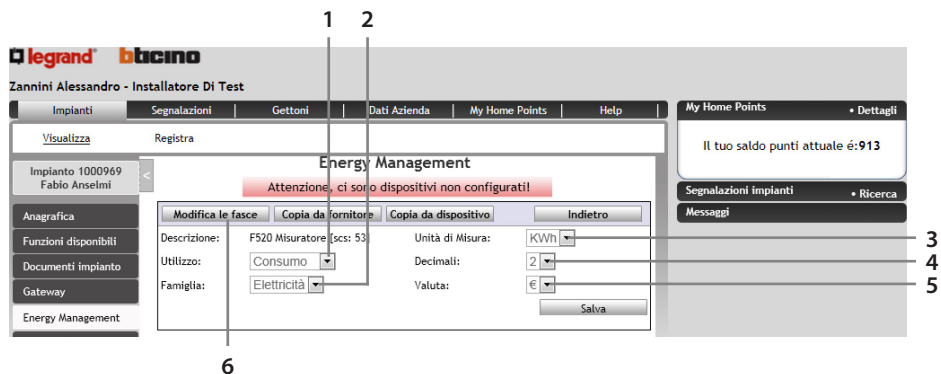 1 2
legrand bticino
Zannini Alessandro - Installatore Di Test
Impianti Segnalazioni Gettoni Dati Azienda My Home Points Help
Visualizza Registra
My Home Points • Dettagli
Il tuo saldo punti attuale é:913
Segnalazioni impianti • Ricerca
Messaggi
Impianto 1000969
Fabio Anselmi
<
Anagrafica
Funzioni disponibili
Documenti impianto
Gateway
Energy Management
Energy Management
Attenzione, ci sono dispositivi non configurati!
Modifica le fasce Copia da fornitore Copia da dispositivo Indietro
Descrizione: F520 Misuratore [scs: 53] Unità di Misura: KWh 3
Utilizzo: Consumo Decimali: 2 4
Famiglia: Elettricità Valuta: € 5
Salva
6